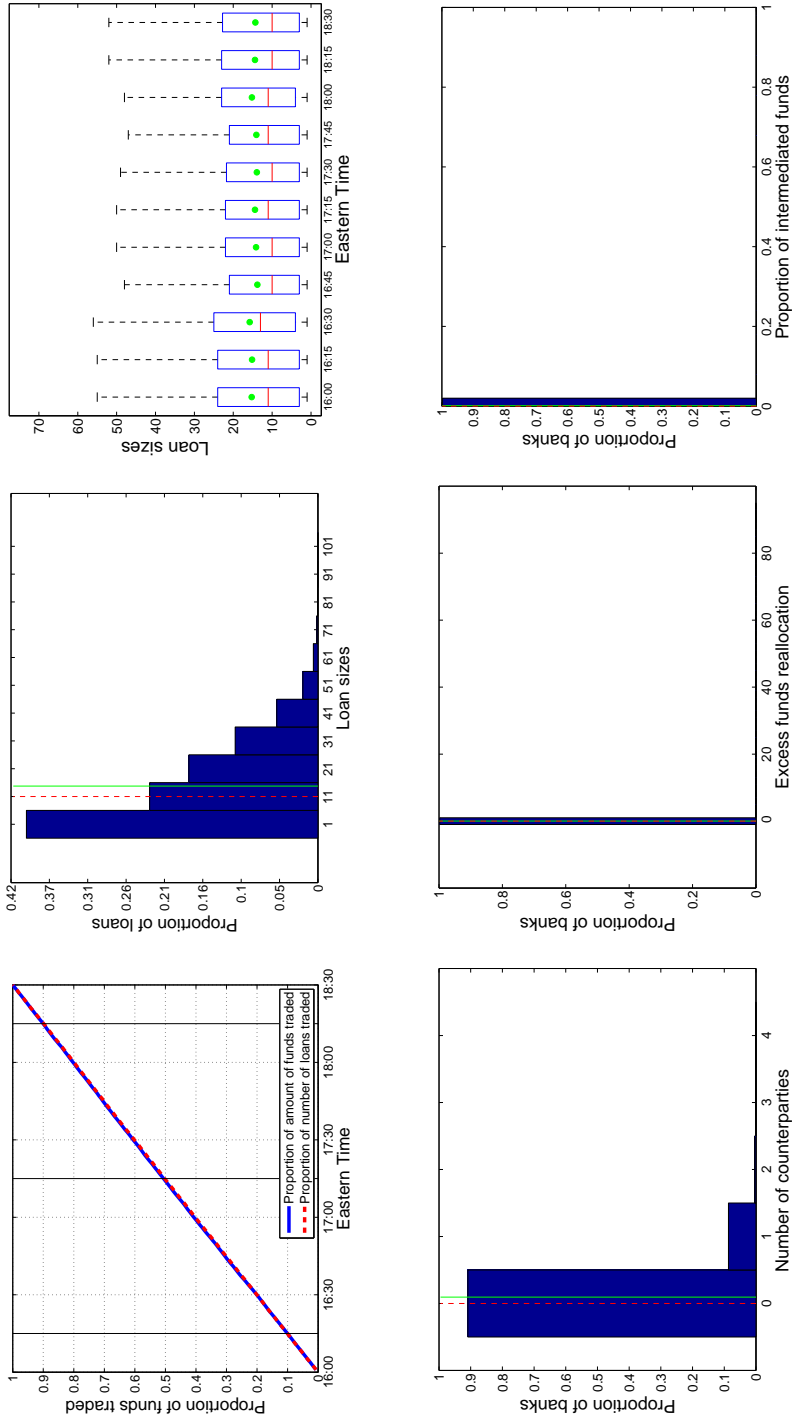 1
0.9
0.8
0.7
0.6
0.5
0.4
0.3
0.2
0.1
0
Proportion of funds traded
16:00 16:30 17:00 17:30 18:00 18:30
Eastern Time
Proportion of amount of funds traded
Proportion of number of loans traded
0.42
0.37
0.31
0.26
0.21
0.16
0.1
0.05
0
Proportion of loans
1 11 21 31 41 51 61 71 81 91 101
Loan sizes
70
60
50
40
30
20
10
0
Loan sizes
16:00 16:15 16:30 16:45 17:00 17:15 17:30 17:45 18:00 18:15 18:30
Eastern Time
1
0.9
0.8
0.7
0.6
0.5
0.4
0.3
0.2
0.1
0
Proportion of banks
0 1 2 3 4
Number of counterparties
1
0.8
0.6
0.4
0.2
0
Proportion of banks
0 20 40 60 80
Excess funds reallocation
1
0.9
0.8
0.7
0.6
0.5
0.4
0.3
0.2
0.1
0
Proportion of banks
0 0.2 0.4 0.6 0.8 1
Proportion of intermediated funds